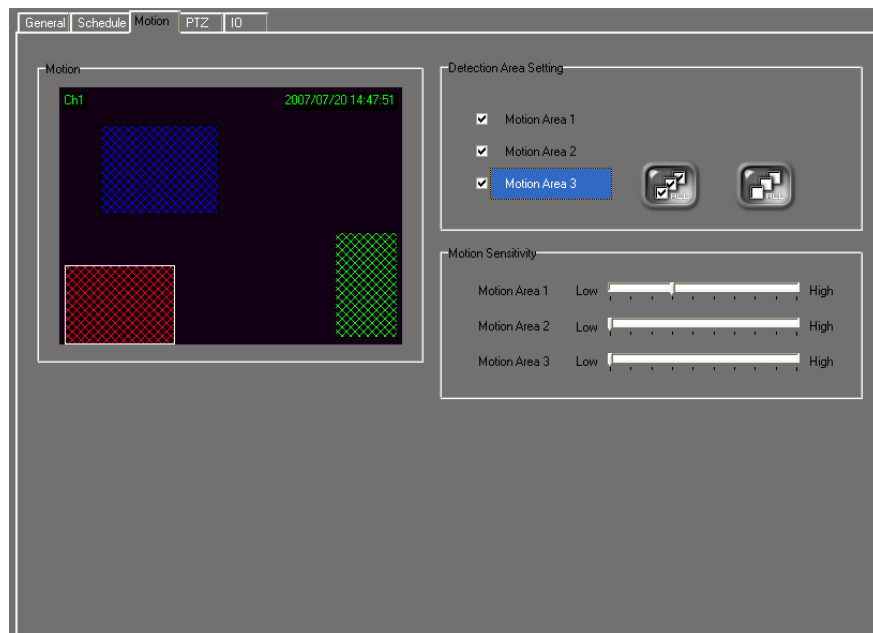 General Schedule Motion PTZ IO
Motion
Ch1 2007/07/20 14:47:51
Detection Area Setting
Motion Area 1
Motion Area 2
Motion Area 3
ALL ALL
Motion Sensitivity
Motion Area 1 Low High
Motion Area 2 Low High
Motion Area 3 Low High